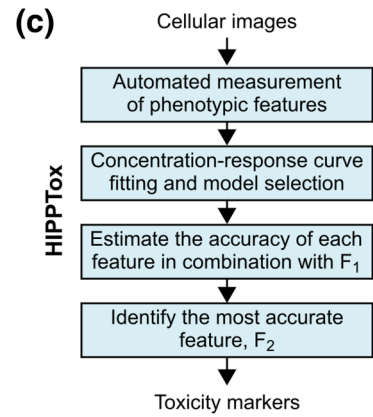 (c)
Cellular images
HIPPTox
Automated measurement
of phenotypic features
Concentration-response curve
fitting and model selection
Estimate the accuracy of each
feature in combination with F₁
Identify the most accurate
feature, F₂
Toxicity markers